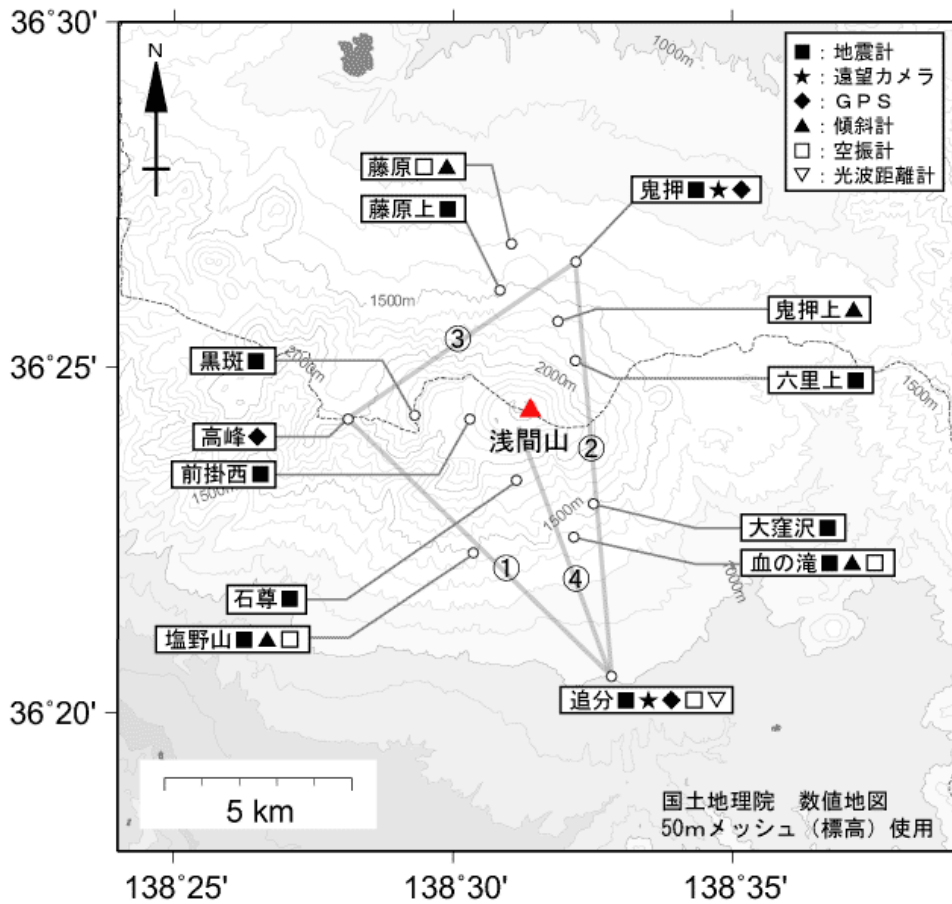 36°30'
N
1000m
■：地震計
★：遠望カメラ
◆：ＧＰＳ
▲：傾斜計
□：空振計
▽：光波距離計
藤原□▲
鬼押■★◆
藤原上■
1500m
鬼押上▲
③
36°25'
黒斑■
2000m
2000m
六里上■
1500m
高峰◆
浅間山
②
前掛西■
1500m
1500m
大窪沢■
血の滝■▲□
①
④
1000m
石尊■
塩野山■▲□
追分■★◆□▽
36°20'
5 km
国土地理院　数値地図
50mメッシュ（標高）使用
138°25'
138°30'
138°35'